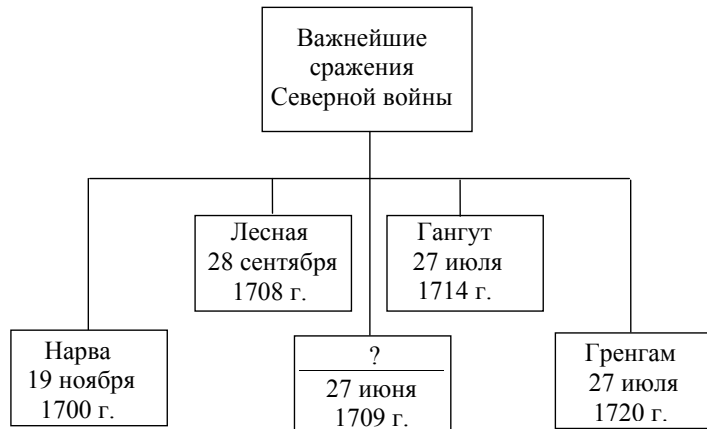 Важнейшие
сражения
Северной войны
Лесная
28 сентября
1708 г.
Гангут
27 июля
1714 г.
Нарва
19 ноября
1700 г.
?
27 июня
1709 г.
Гренгам
27 июля
1720 г.